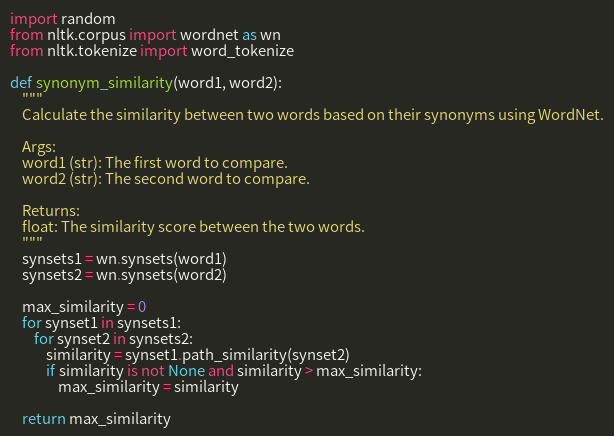 import random
from nltk.corpus import wordnet as wn
from nltk.tokenize import word_tokenize

def synonym_similarity(word1, word2):
    """
    Calculate the similarity between two words based on their synonyms using WordNet.

    Args:
    word1 (str): The first word to compare.
    word2 (str): The second word to compare.

    Returns:
    float: The similarity score between the two words.
    """
    synsets1 = wn.synsets(word1)
    synsets2 = wn.synsets(word2)

    max_similarity = 0
    for synset1 in synsets1:
        for synset2 in synsets2:
            similarity = synset1.path_similarity(synset2)
            if similarity is not None and similarity > max_similarity:
                max_similarity = similarity

    return max_similarity